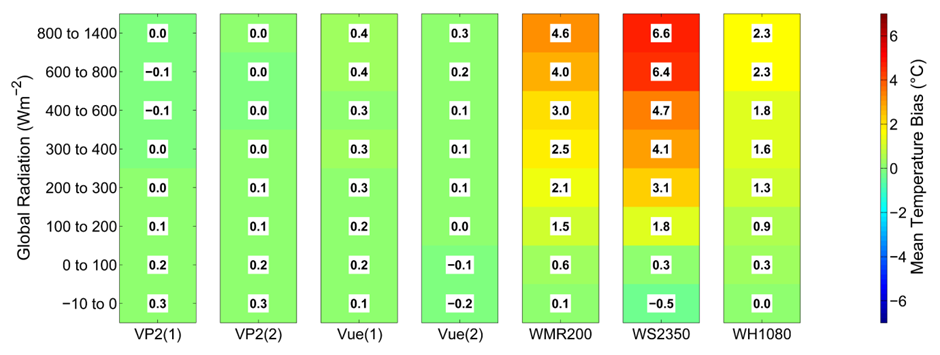 Global Radiation (Wm−2)
800 to 1400 0.0 0.0 0.4 0.3 4.6 6.6 2.3
600 to 800 −0.1 0.0 0.4 0.2 4.0 6.4 2.3
400 to 600 −0.1 0.0 0.3 0.1 3.0 4.7 1.8
300 to 400 0.0 0.0 0.3 0.1 2.5 4.1 1.6
200 to 300 0.0 0.1 0.3 0.1 2.1 3.1 1.3
100 to 200 0.1 0.1 0.2 0.0 1.5 1.8 0.9
0 to 100 0.2 0.2 0.2 −0.1 0.6 0.3 0.3
−10 to 0 0.3 0.3 0.1 −0.2 0.1 −0.5 0.0
VP2(1) VP2(2) Vue(1) Vue(2) WMR200 WS2350 WH1080
6
4
2
0
−2
−4
−6
Mean Temperature Bias (°C)